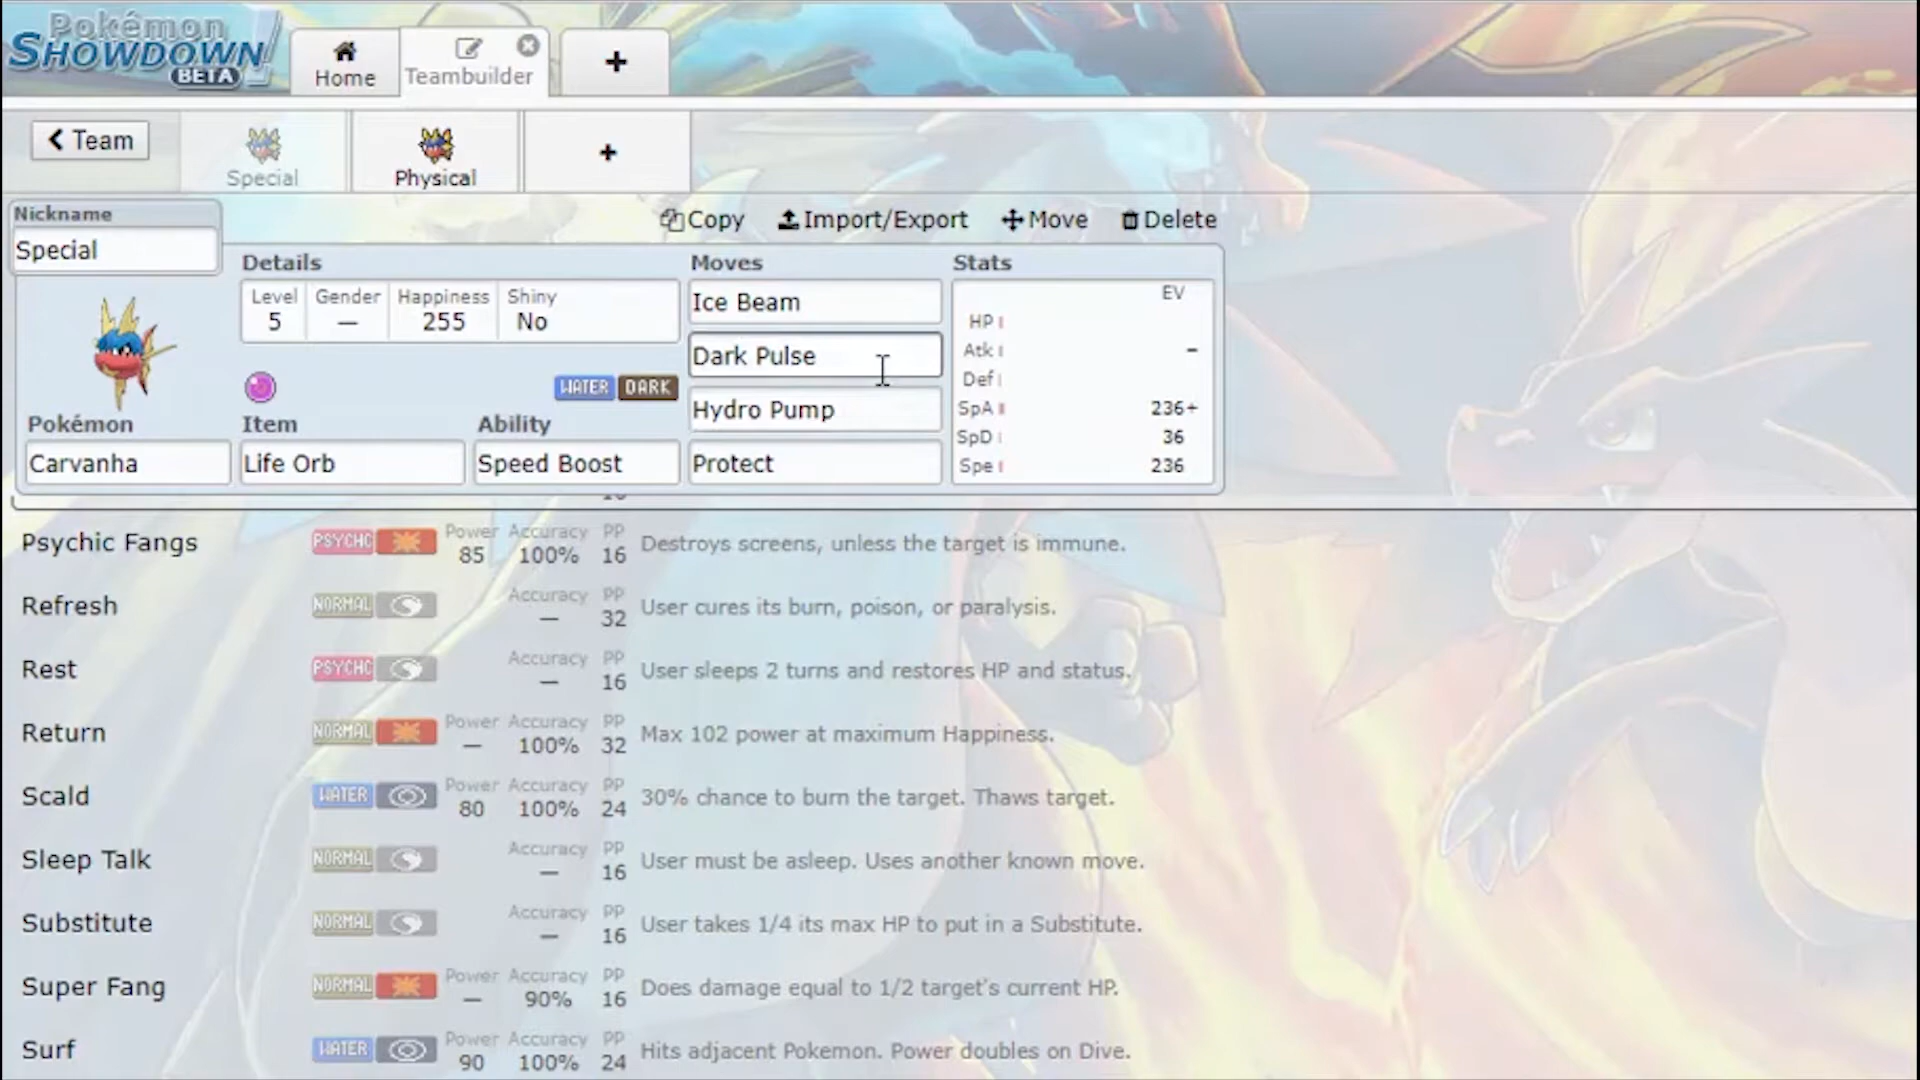 Pokémon
SHOWDOWN!
BETA
Home
Teambuilder
+
Team
Special
Physical
+
Nickname
Special
Copy
Import/Export
Move
Delete
Details
Level
5
Gender
—
Happiness
255
Shiny
No
WATER
DARK
Pokémon
Carvanha
Item
Life Orb
Ability
Speed Boost
Moves
Ice Beam
Dark Pulse
Hydro Pump
Protect
Stats
EV
HP
Atk -
Def
SpA 236+
SpD 36
Spe 236
Psychic Fangs PSYCHC Power 85 Accuracy 100% PP 16 Destroys screens, unless the target is immune.
Refresh NORMAL Accuracy — PP 32 User cures its burn, poison, or paralysis.
Rest PSYCHC Accuracy — PP 16 User sleeps 2 turns and restores HP and status.
Return NORMAL Power — Accuracy 100% PP 32 Max 102 power at maximum Happiness.
Scald WATER Power 80 Accuracy 100% PP 24 30% chance to burn the target. Thaws target.
Sleep Talk NORMAL Accuracy — PP 16 User must be asleep. Uses another known move.
Substitute NORMAL Accuracy — PP 16 User takes 1/4 its max HP to put in a Substitute.
Super Fang NORMAL Power — Accuracy 90% PP 16 Does damage equal to 1/2 target's current HP.
Surf WATER Power 90 Accuracy 100% PP 24 Hits adjacent Pokemon. Power doubles on Dive.